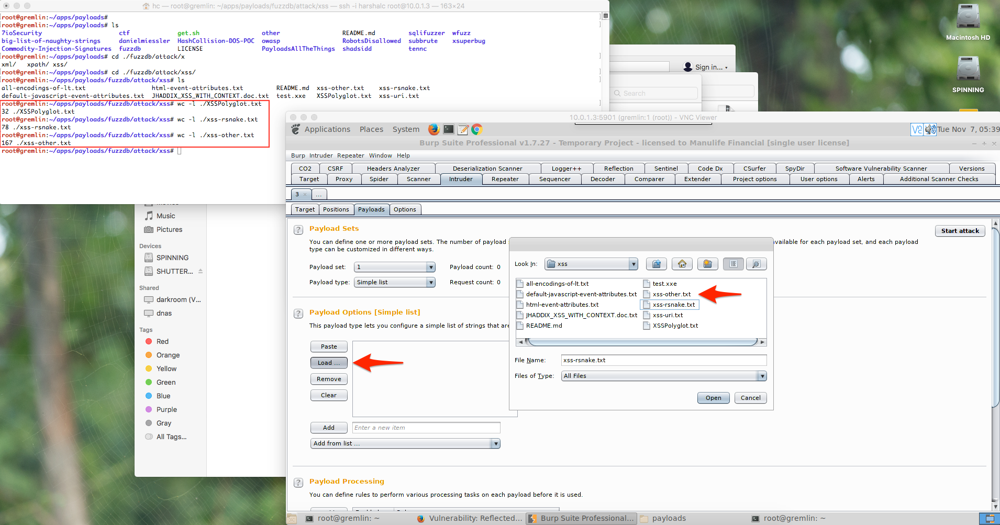 hc — root@gremlin: ~/apps/payloads/fuzzdb/attack/xss — ssh -i harshalc root@10.0.1.3 — 163×24
root@gremlin:~/apps/payloads#
root@gremlin:~/apps/payloads# ls
7ioSecurity ctf get.sh other README.md sqlifuzzer wfuzz
big-list-of-naughty-strings danielmiessler HashCollision-DOS-POC owasp RobotsDisallowed subbrute xsuperbug
Commodity-Injection-Signatures fuzzdb LICENSE PayloadsAllTheThings shadsidd tennc
root@gremlin:~/apps/payloads# cd ./fuzzdb/attack/x
xml/ xpath/ xss/
root@gremlin:~/apps/payloads# cd ./fuzzdb/attack/xss/
root@gremlin:~/apps/payloads/fuzzdb/attack/xss# ls
all-encodings-of-lt.txt html-event-attributes.txt README.md xss-other.txt xss-rsnake.txt
default-javascript-event-attributes.txt JHADDIX_XSS_WITH_CONTEXT.doc.txt test.xxe XSSPolyglot.txt xss-uri.txt
root@gremlin:~/apps/payloads/fuzzdb/attack/xss# wc -l ./XSSPolyglot.txt
32 ./XSSPolyglot.txt
root@gremlin:~/apps/payloads/fuzzdb/attack/xss# wc -l ./xss-rsnake.txt
78 ./xss-rsnake.txt
root@gremlin:~/apps/payloads/fuzzdb/attack/xss# wc -l ./xss-other.txt
167 ./xss-other.txt
root@gremlin:~/apps/payloads/fuzzdb/attack/xss#
Macintosh HD
SPINNING
Sign in...
Search
Music
Pictures
Devices
SPINNING
SHUTTER...
Shared
darkroom (V...
dnas
Tags
Red
Orange
Yellow
Green
Blue
Purple
Gray
All Tags...
10.0.1.3:5901 (gremlin:1 (root)) - VNC Viewer
Applications Places System Tue Nov 7, 05:39
Burp Suite Professional v1.7.27 - Temporary Project - licensed to Manulife Financial [single user license]
Burp Intruder Repeater Window Help
CO2 CSRF Headers Analyzer Deserialization Scanner Logger++ Reflection Sentinel Code Dx CSurfer SpyDir Software Vulnerability Scanner Versions
Target Proxy Spider Scanner Intruder Repeater Sequencer Decoder Comparer Extender Project options User options Alerts Additional Scanner Checks
3 × ...
Target Positions Payloads Options
? Payload Sets
Start attack
You can define one or more payload sets. The number of payload
vailable for each payload set, and each payload
type can be customized in different ways.
Payload set: 1 Payload count: 0
Payload type: Simple list Request count: 0
? Payload Options [Simple list]
This payload type lets you configure a simple list of strings that are
Paste
Load ...
Remove
Clear
Add Enter a new item
Add from list ...
Look In: xss
all-encodings-of-lt.txt test.xxe
default-javascript-event-attributes.txt xss-other.txt
html-event-attributes.txt xss-rsnake.txt
JHADDIX_XSS_WITH_CONTEXT.doc.txt xss-uri.txt
README.md XSSPolyglot.txt
File Name: xss-rsnake.txt
Files of Type: All Files
Open Cancel
? Payload Processing
You can define rules to perform various processing tasks on each payload before it is used.
root@gremlin: ~ Vulnerability: Reflected... Burp Suite Professional... payloads root@gremlin: ~